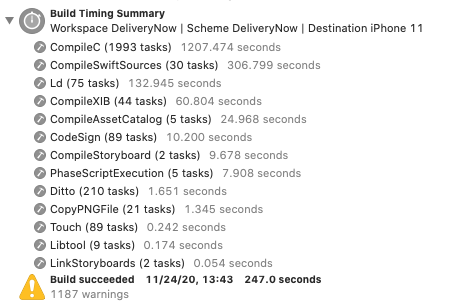 Build Timing Summary
Workspace DeliveryNow | Scheme DeliveryNow | Destination iPhone 11
CompileC (1993 tasks) 1207.474 seconds
CompileSwiftSources (30 tasks) 306.799 seconds
Ld (75 tasks) 132.945 seconds
CompileXIB (44 tasks) 60.804 seconds
CompileAssetCatalog (5 tasks) 24.968 seconds
CodeSign (89 tasks) 10.200 seconds
CompileStoryboard (2 tasks) 9.678 seconds
PhaseScriptExecution (5 tasks) 7.908 seconds
Ditto (210 tasks) 1.651 seconds
CopyPNGFile (21 tasks) 1.345 seconds
Touch (89 tasks) 0.242 seconds
Libtool (9 tasks) 0.174 seconds
LinkStoryboards (2 tasks) 0.054 seconds
Build succeeded 11/24/20, 13:43 247.0 seconds
1187 warnings